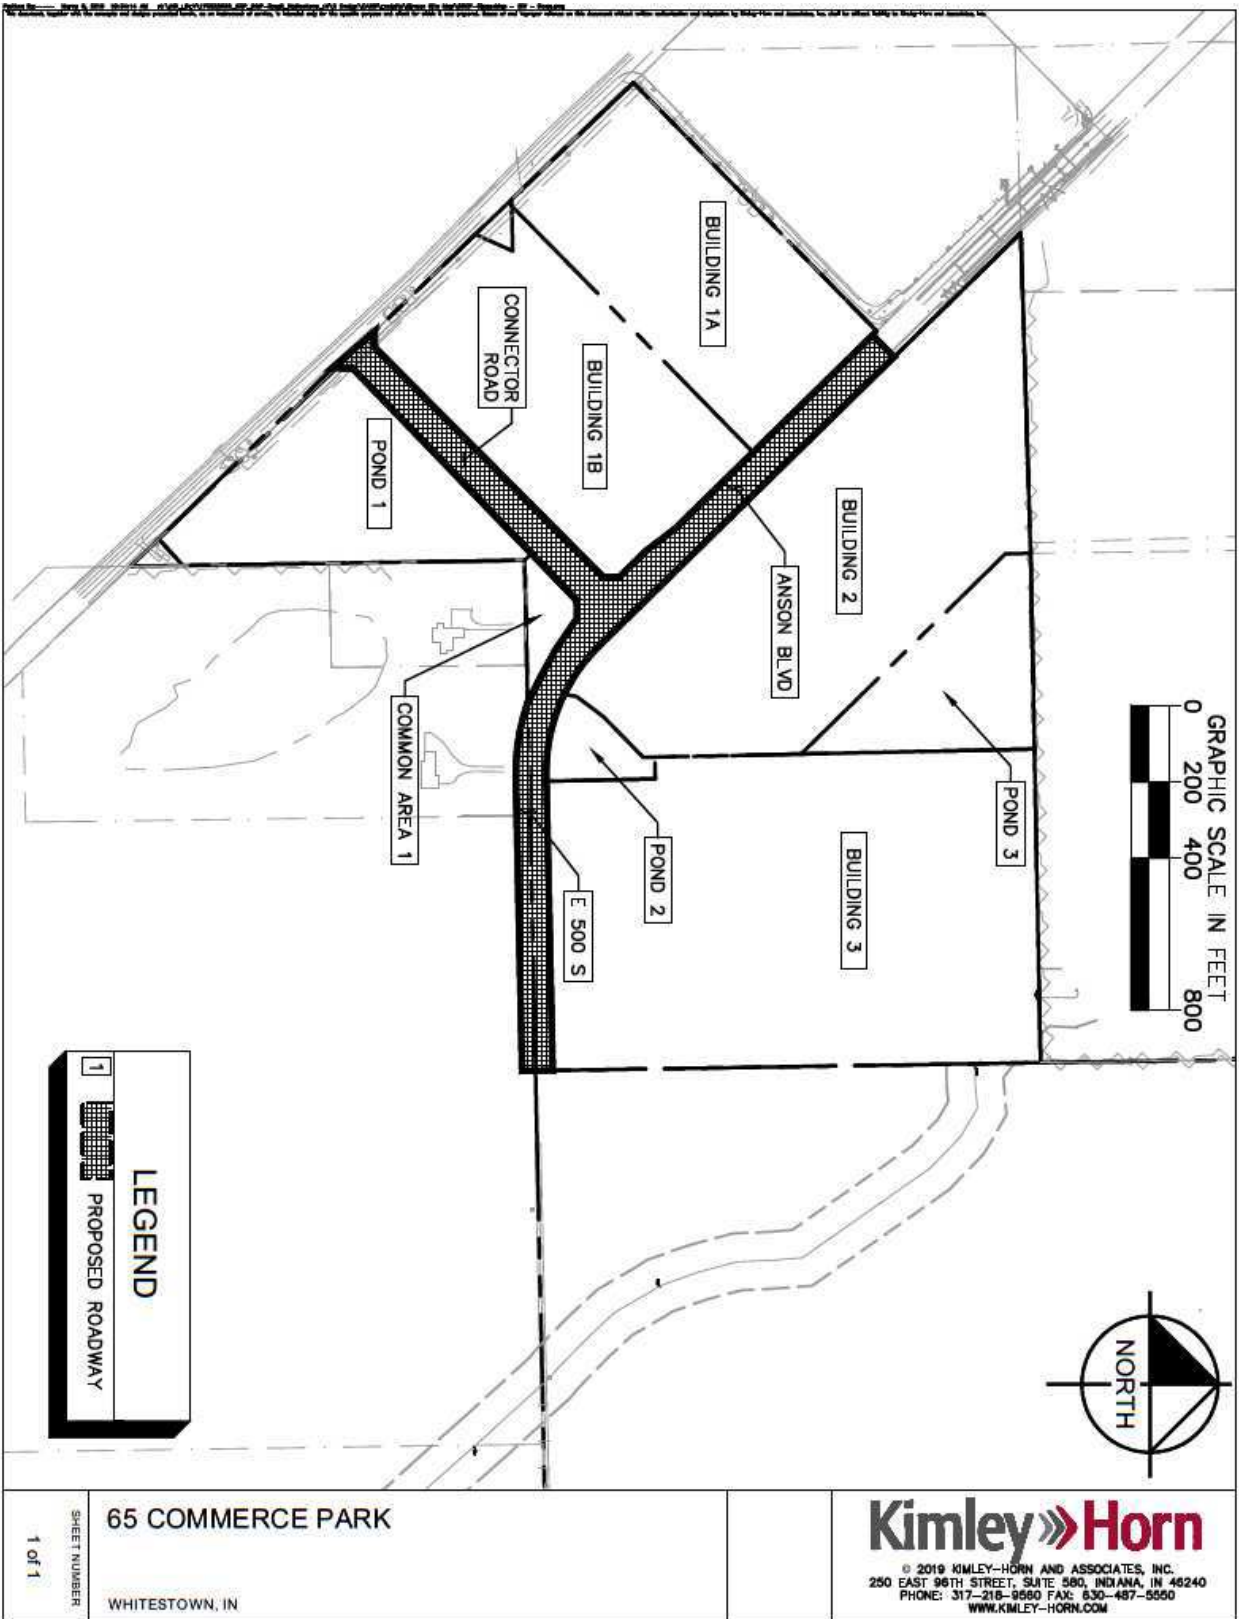 BUILDING 1A
BUILDING 1B
CONNECTOR
ROAD
POND 1
BUILDING 2
ANSON BLVD
COMMON AREA 1
POND 2
POND 3
BUILDING 3
E 500 S
GRAPHIC SCALE IN FEET
0 200 400 800
LEGEND
1 PROPOSED ROADWAY
NORTH
SHEET NUMBER
1 of 1
65 COMMERCE PARK
WHITESTOWN, IN
Kimley»Horn
© 2019 KIMLEY-HORN AND ASSOCIATES, INC.
250 EAST 96TH STREET, SUITE 580, INDIANA, IN 46240
PHONE: 317-218-9560 FAX: 630-487-5550
WWW.KIMLEY-HORN.COM